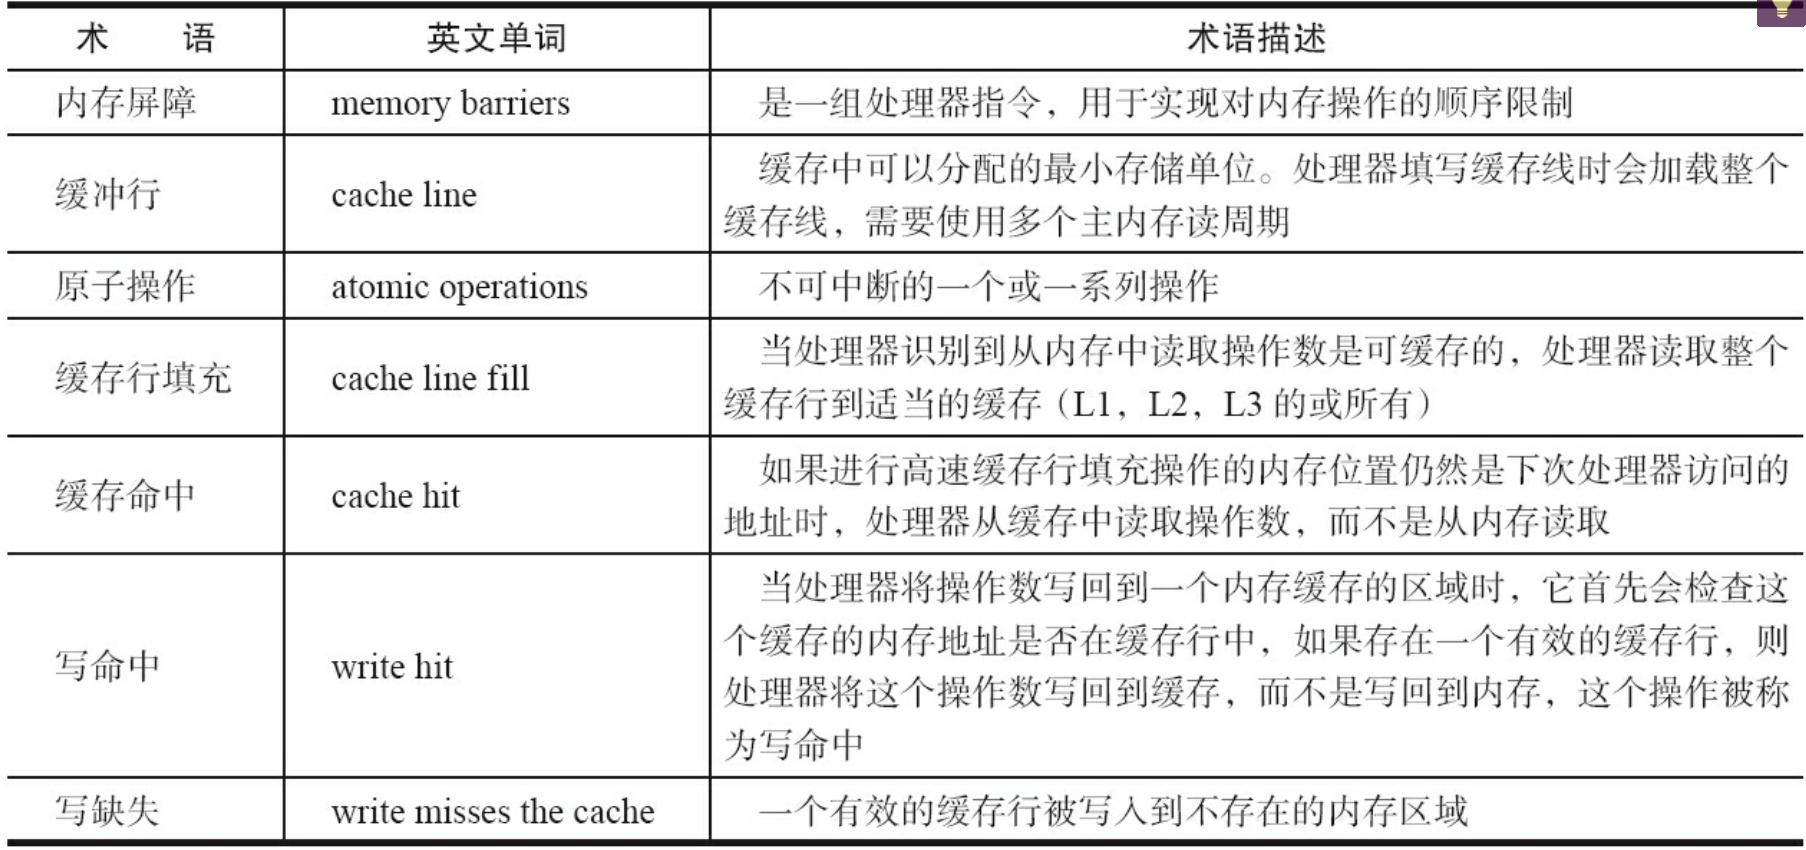 术 语 英文单词 术语描述
内存屏障 memory barriers 是一组处理器指令，用于实现对内存操作的顺序限制
缓冲行 cache line 缓存中可以分配的最小存储单位。处理器填写缓存线时会加载整个
缓存线，需要使用多个主内存读周期
原子操作 atomic operations 不可中断的一个或一系列操作
缓存行填充 cache line fill 当处理器识别到从内存中读取操作数是可缓存的，处理器读取整个
缓存行到适当的缓存（L1，L2，L3 的或所有）
缓存命中 cache hit 如果进行高速缓存行填充操作的内存位置仍然是下次处理器访问的
地址时，处理器从缓存中读取操作数，而不是从内存读取
写命中 write hit 当处理器将操作数写回到一个内存缓存的区域时，它首先会检查这
个缓存的内存地址是否在缓存行中，如果存在一个有效的缓存行，则
处理器将这个操作数写回到缓存，而不是写回到内存，这个操作被称
为写命中
写缺失 write misses the cache 一个有效的缓存行被写入到不存在的内存区域